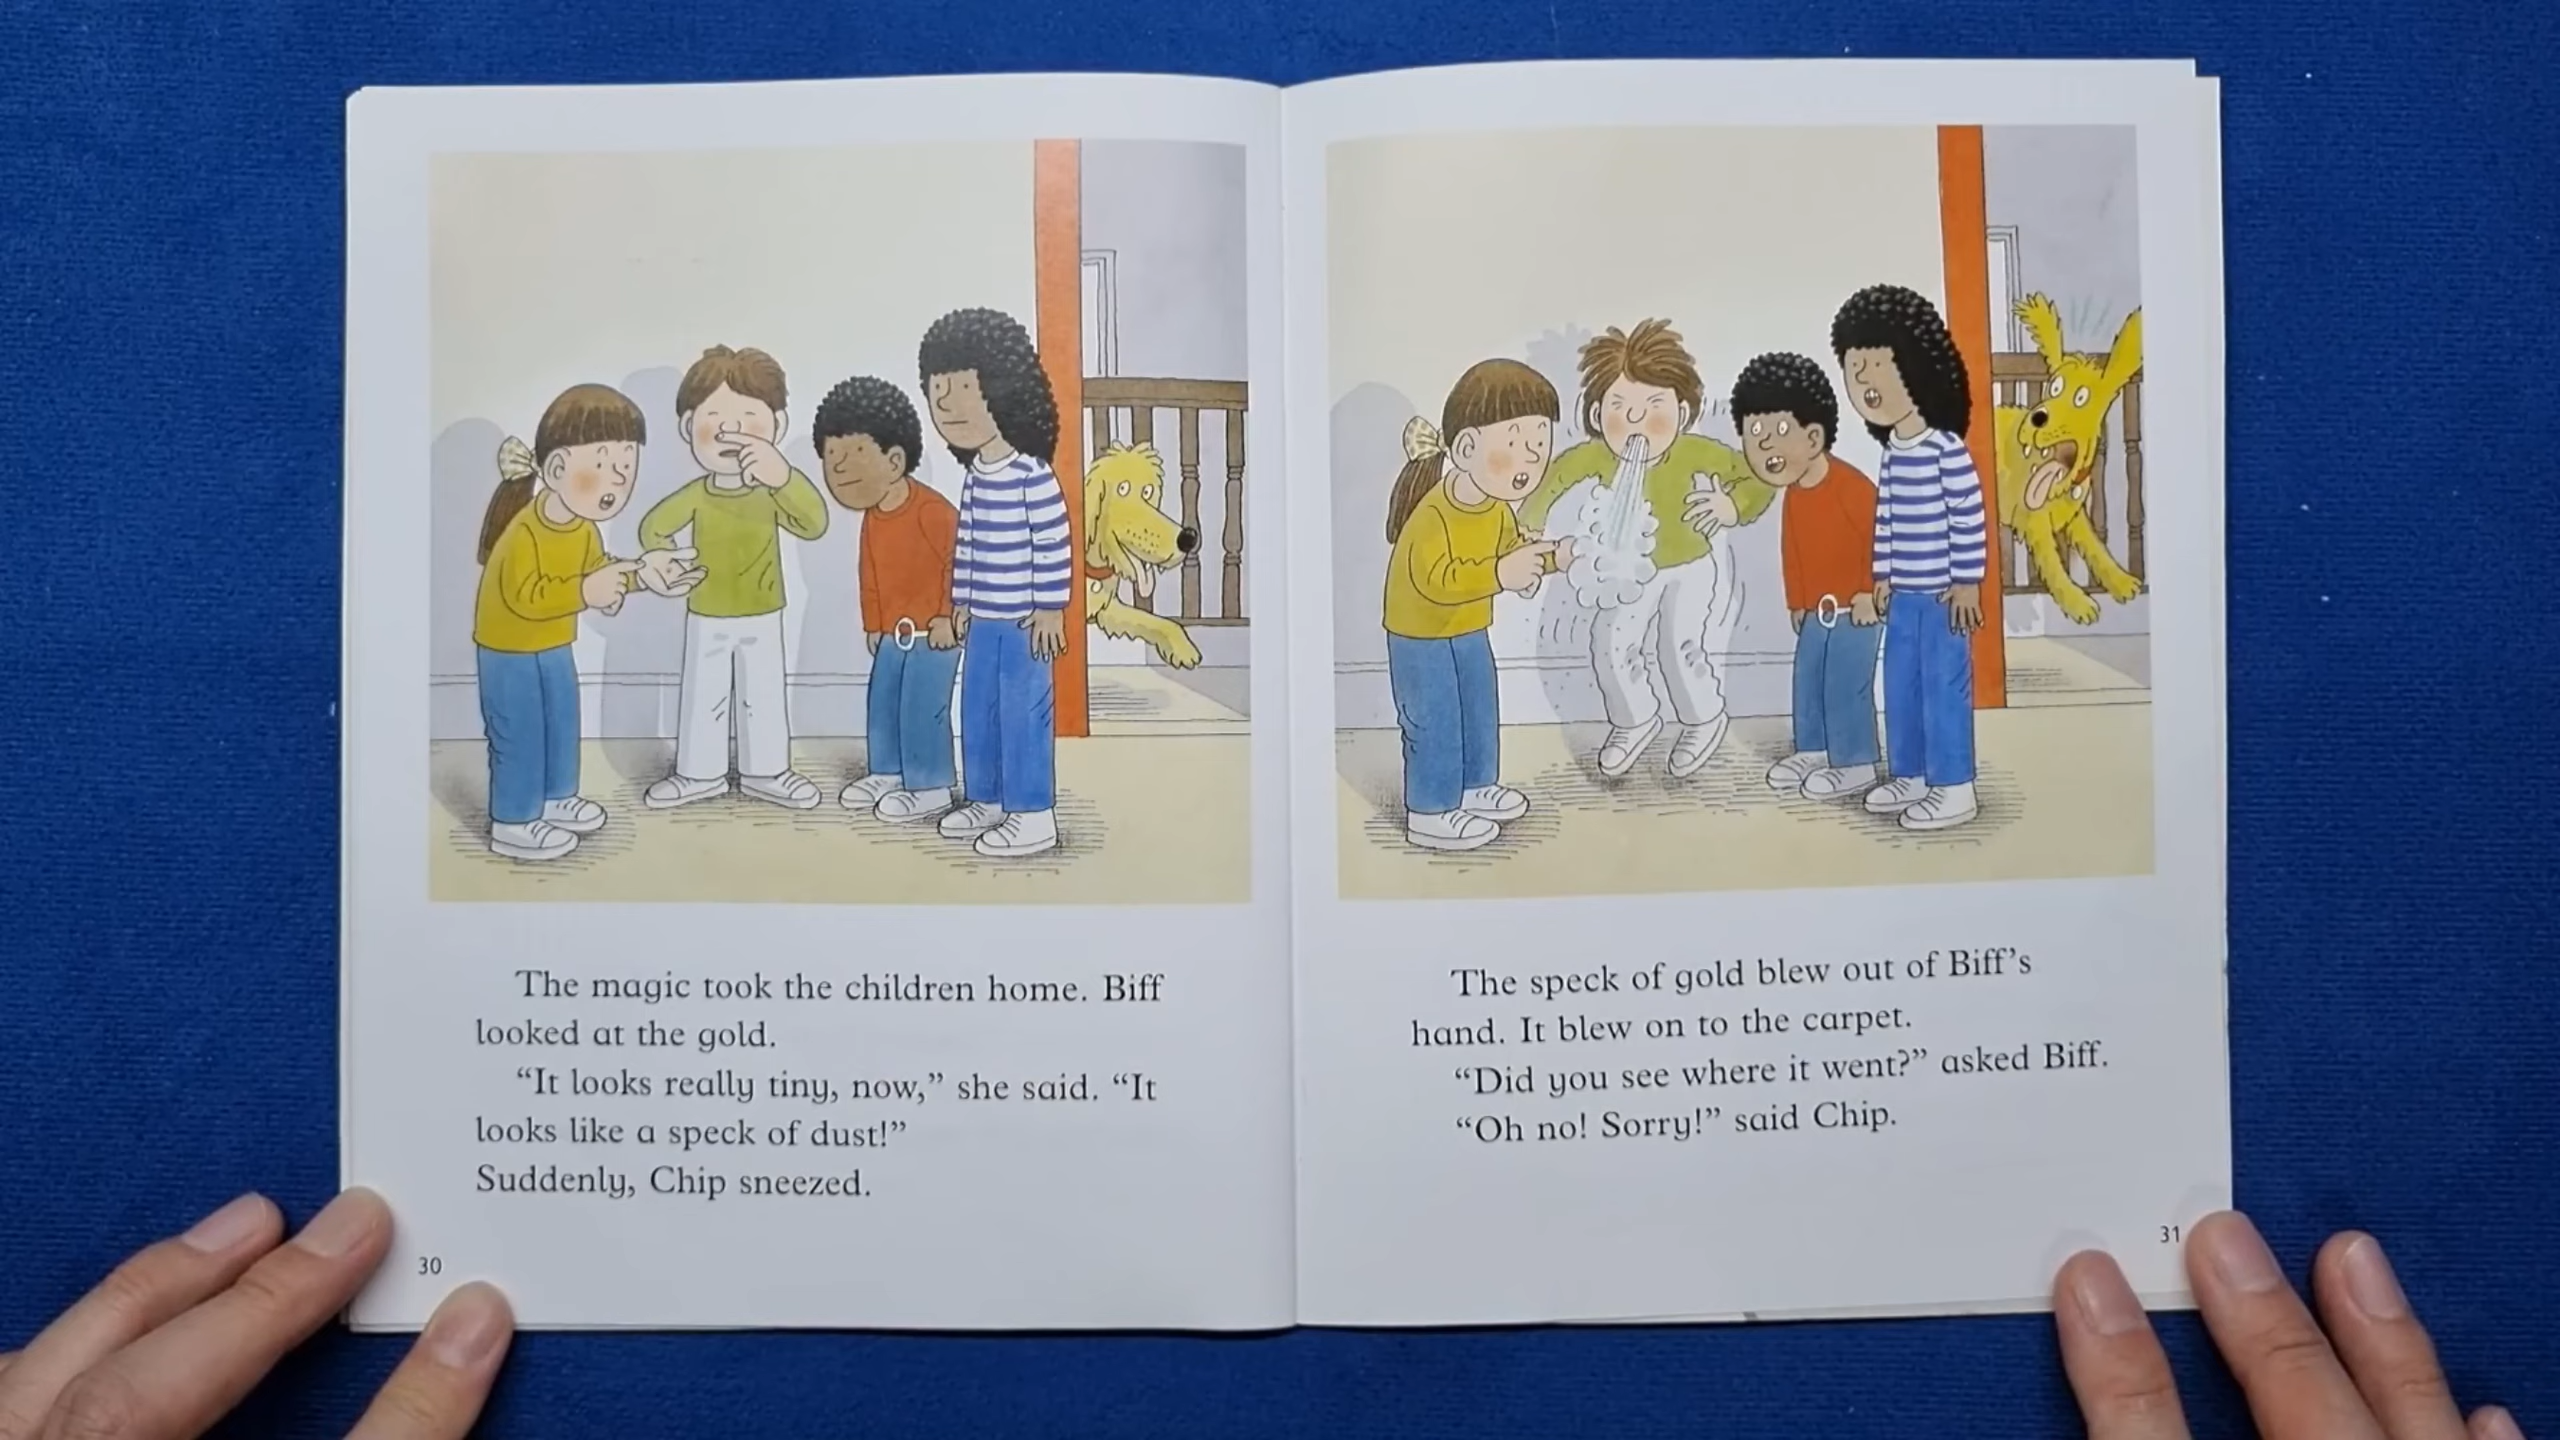 The magic took the children home. Biff
looked at the gold.
“It looks really tiny, now,” she said. “It
looks like a speck of dust!”
Suddenly, Chip sneezed.
30
The speck of gold blew out of Biff’s
hand. It blew on to the carpet.
“Did you see where it went?” asked Biff.
“Oh no! Sorry!” said Chip.
31